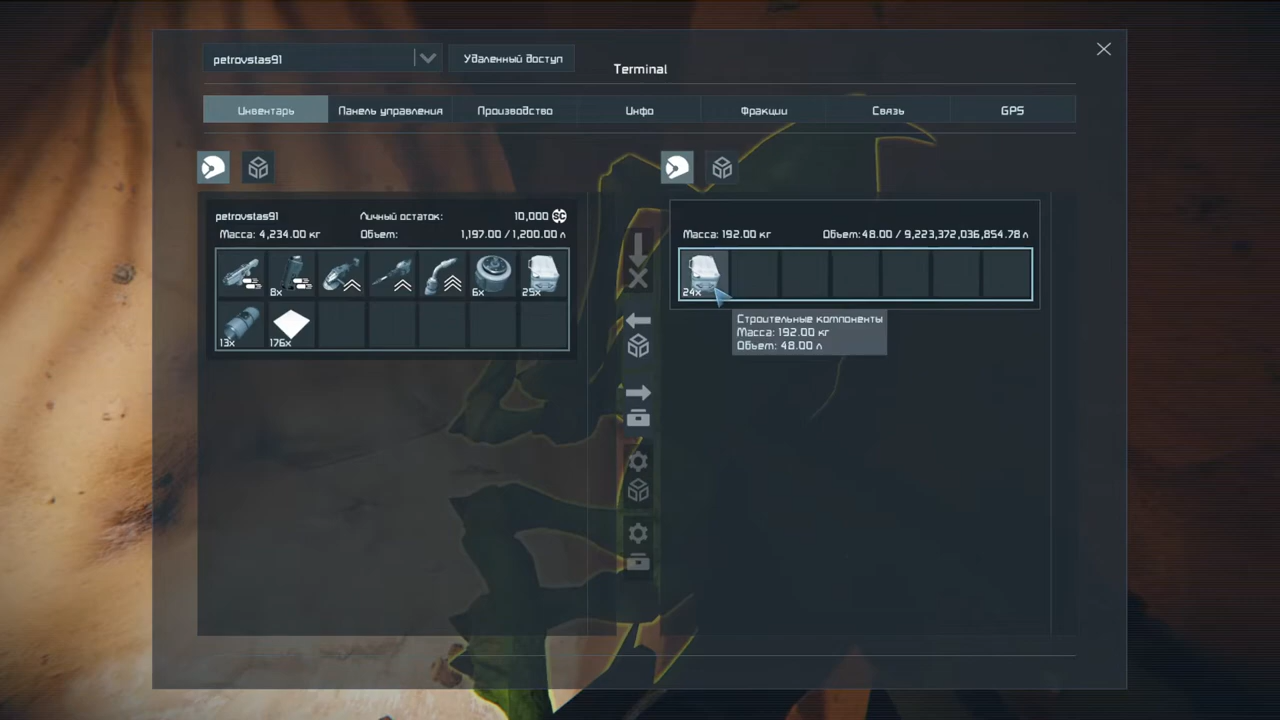 petrovstas91
Удаленный доступ
Terminal
Инвентарь
Панель управления
Производство
Инфо
Фракции
Связь
GPS
petrovstas91 Личный остаток: 10,000 SC
Масса: 4,234.00 кг Объем: 1,197.00 / 1,200.00 л
8x
6x
25x
13x
176x
Масса: 192.00 кг Объем:48.00 / 9,223,372,036,854.78 л
24x
Строительные компоненты
Масса: 192.00 кг
Объем: 48.00 л